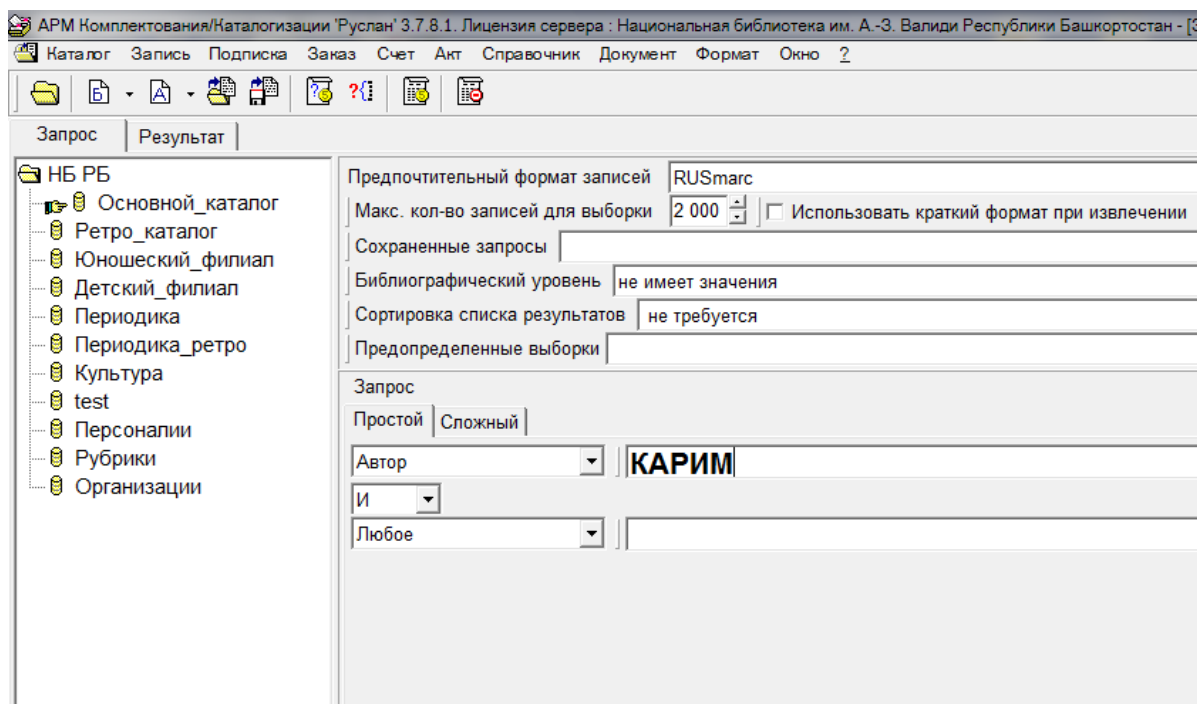 АРМ Комплектования/Каталогизации 'Руслан' 3.7.8.1. Лицензия сервера : Национальная библиотека им. А.-З. Валиди Республики Башкортостан - [3
Каталог Запись Подписка Заказ Счет Акт Справочник Документ Формат Окно ?
Запрос Результат
НБ РБ
Основной_каталог
Ретро_каталог
Юношеский_филиал
Детский_филиал
Периодика
Периодика_ретро
Культура
test
Персоналии
Рубрики
Организации
Предпочтительный формат записей RUSmarc
Макс. кол-во записей для выборки 2 000 Использовать краткий формат при извлечении
Сохраненные запросы
Библиографический уровень не имеет значения
Сортировка списка результатов не требуется
Предопределенные выборки
Запрос
Простой Сложный
Автор КАРИМ
И
Любое